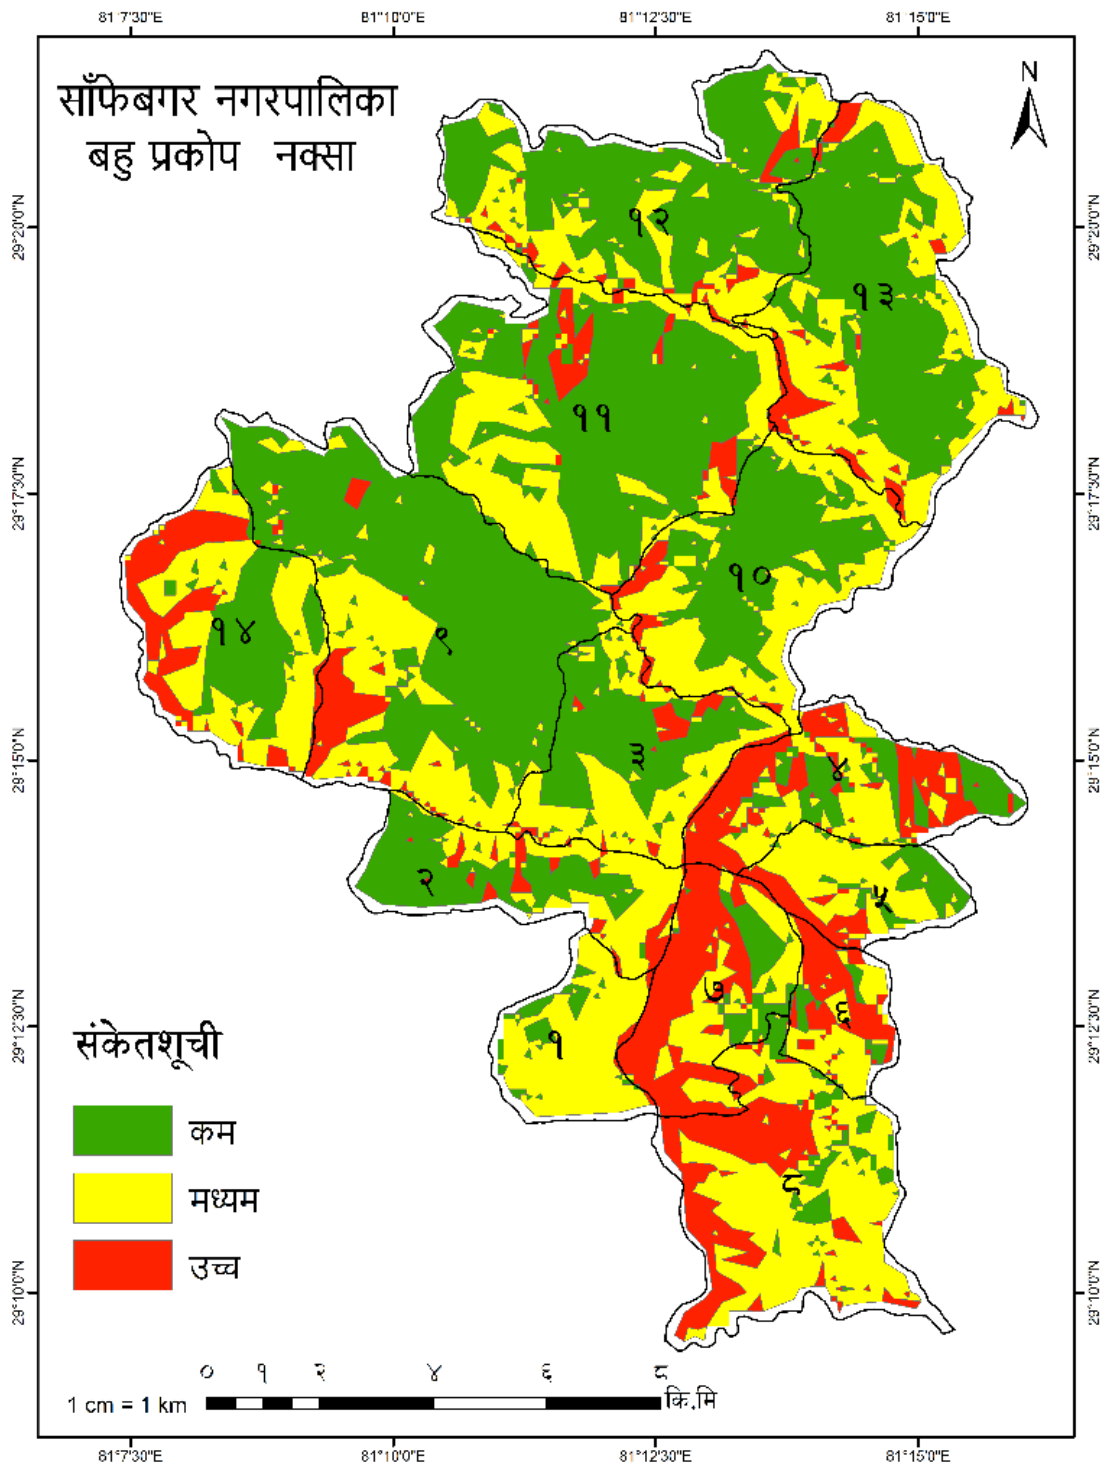 81°7'30"E 81°10'0"E 81°12'30"E 81°15'0"E
साँफेबगर नगरपालिका
बहु प्रकोप नक्सा
N
29°20'0"N 29°20'0"N
१२
१३
११
29°17'30"N 29°17'30"N
१०
१४
९
29°15'0"N 29°15'0"N
३
४
२
५
७
६
१
29°12'30"N 29°12'30"N
संकेतशूची
कम
मध्यम
८
उच्च
29°10'0"N 29°10'0"N
० १ २ ४ ६ ८
1 cm = 1 km कि.मि
81°7'30"E 81°10'0"E 81°12'30"E 81°15'0"E